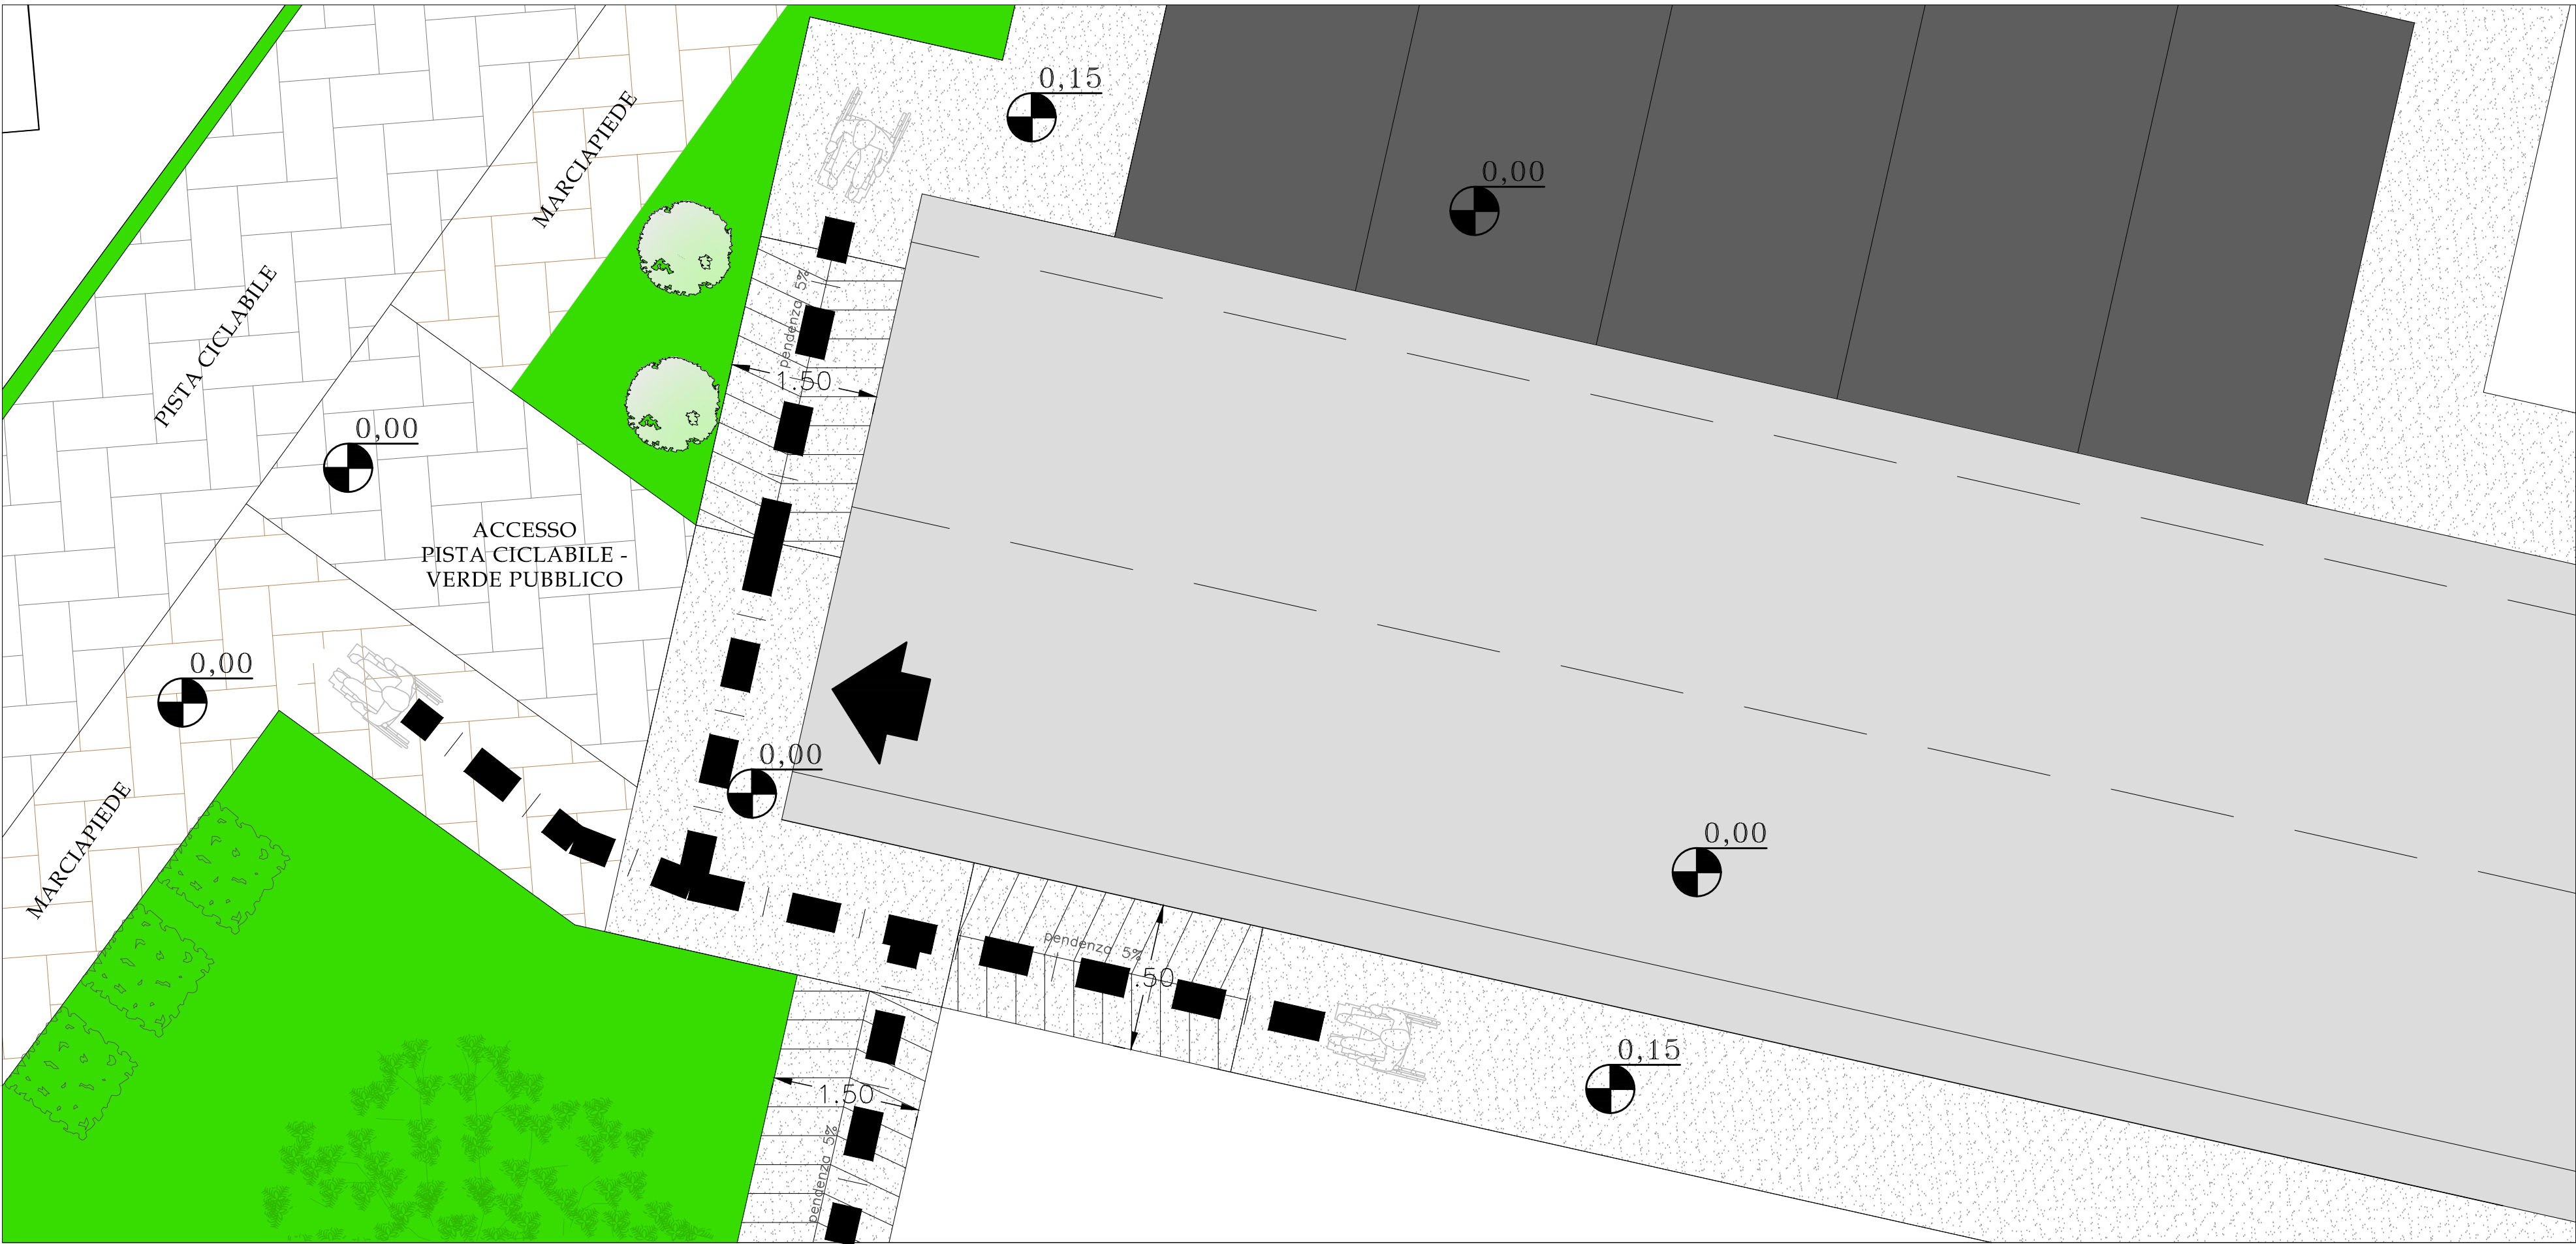 0,15
MARCIAPIEDE
0,00
PISTA CICLABILE
pendenza 5%
1.50
0,00
ACCESSO
PISTA CICLABILE -
VERDE PUBBLICO
0,00
0,00
MARCIAPIEDE
0,00
pendenza 5%
.50
0,15
1.50
pendenza 5%